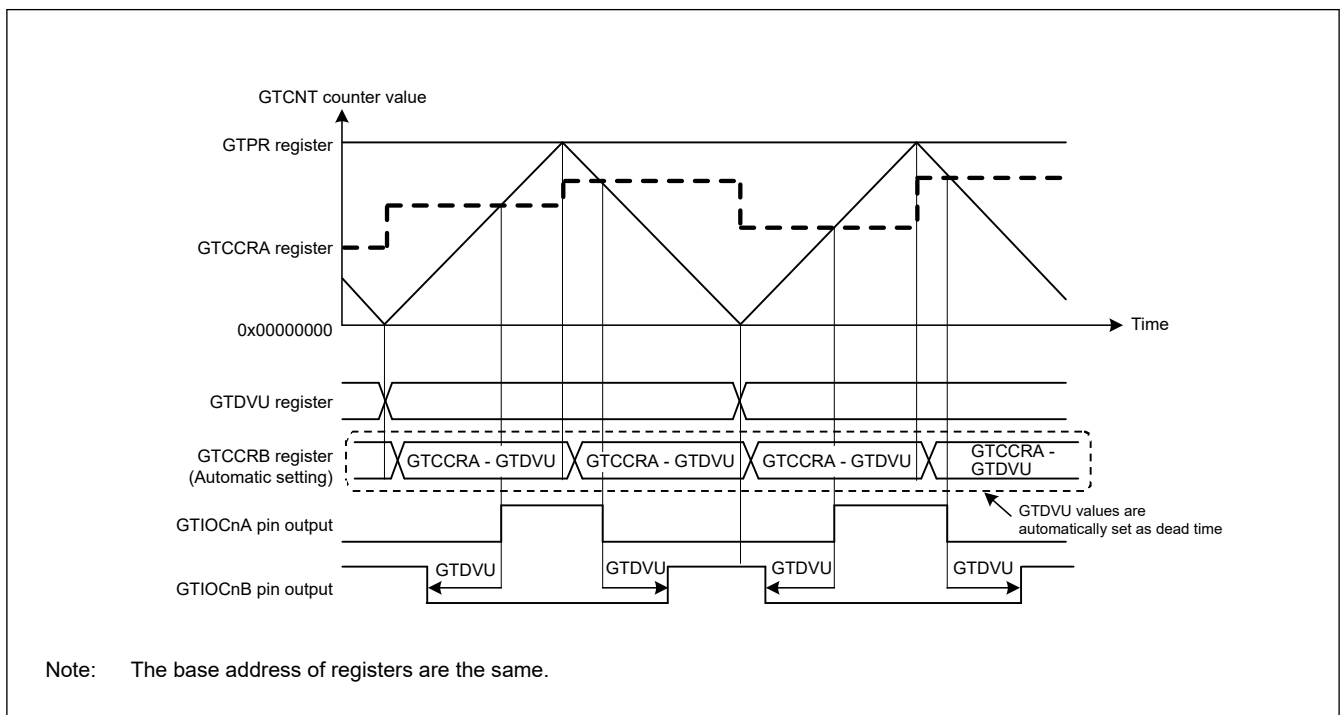 GTCNT counter value
GTPR register
GTCCRA register
0x00000000
Time
GTDVU register
GTCCRB register
(Automatic setting)
GTCCRA - GTDVU
GTCCRA - GTDVU
GTCCRA - GTDVU
GTCCRA -
GTDVU
GTDVU values are
automatically set as dead time
GTIOCnA pin output
GTDVU
GTDVU
GTDVU
GTDVU
GTIOCnB pin output
Note: The base address of registers are the same.